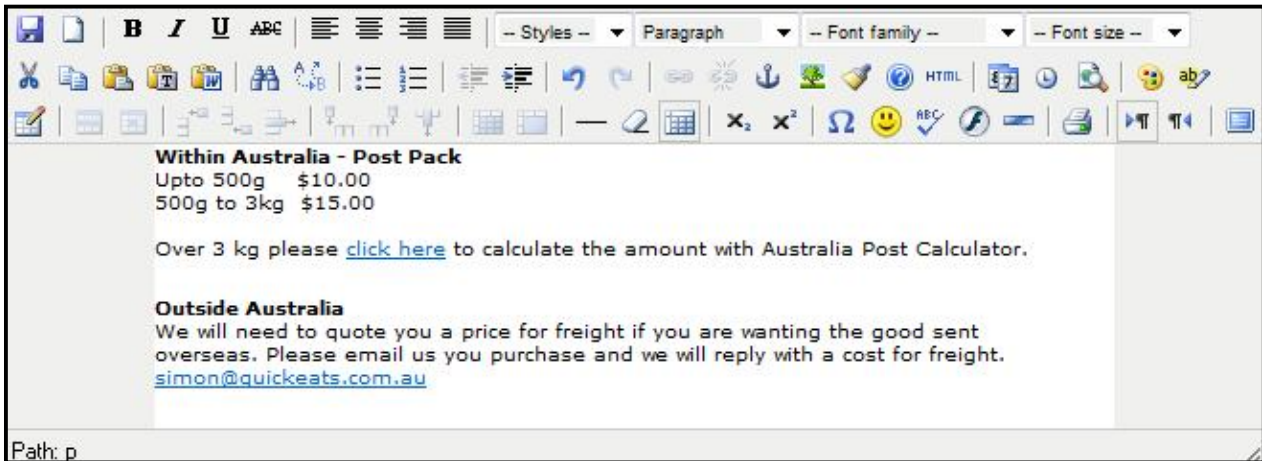 B I U ABC -- Styles -- Paragraph -- Font family -- -- Font size --
HTML
Within Australia - Post Pack
Upto 500g $10.00
500g to 3kg $15.00
Over 3 kg please click here to calculate the amount with Australia Post Calculator.
Outside Australia
We will need to quote you a price for freight if you are wanting the good sent
overseas. Please email us you purchase and we will reply with a cost for freight.
simon@quickeats.com.au
Path: p